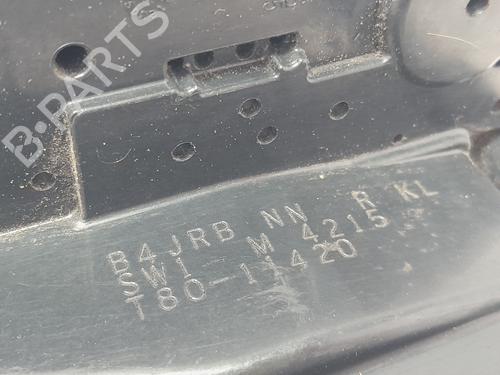 B-PARTS
B4JRB NN R KL
SW1 M 4215
T80-11420